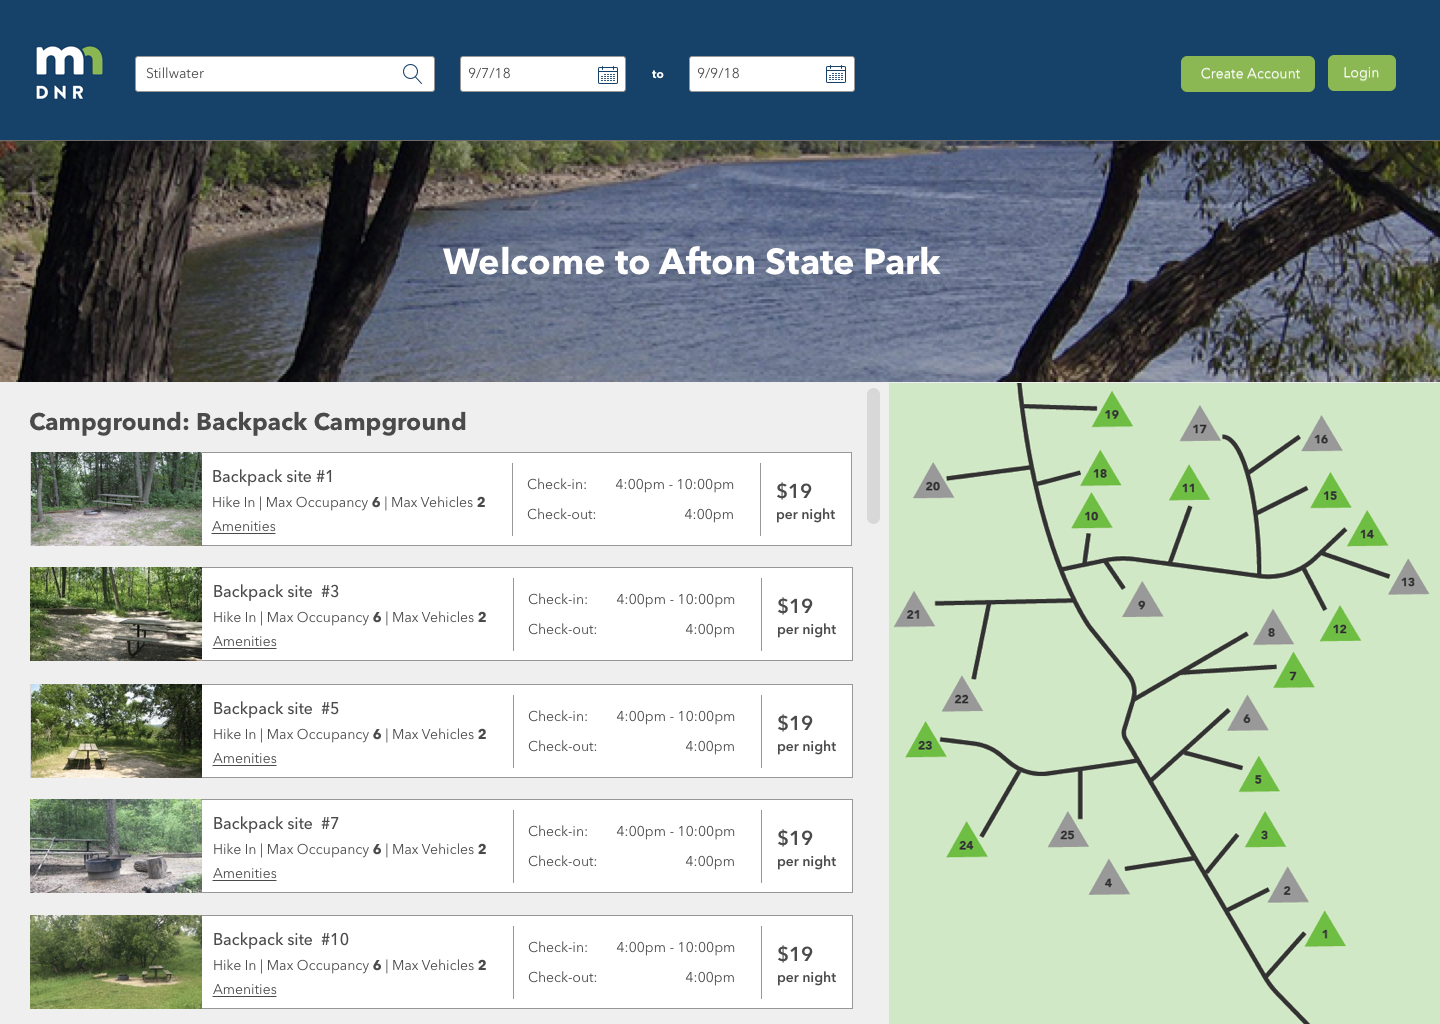 mn
DNR
Stillwater
9/7/18
to
9/9/18
Create Account
Login
Welcome to Afton State Park
Campground: Backpack Campground
Backpack site #1
Hike In | Max Occupancy 6 | Max Vehicles 2
Amenities
Check-in: 4:00pm - 10:00pm
Check-out: 4:00pm
$19
per night
Backpack site #3
Hike In | Max Occupancy 6 | Max Vehicles 2
Amenities
Check-in: 4:00pm - 10:00pm
Check-out: 4:00pm
$19
per night
Backpack site #5
Hike In | Max Occupancy 6 | Max Vehicles 2
Amenities
Check-in: 4:00pm - 10:00pm
Check-out: 4:00pm
$19
per night
Backpack site #7
Hike In | Max Occupancy 6 | Max Vehicles 2
Amenities
Check-in: 4:00pm - 10:00pm
Check-out: 4:00pm
$19
per night
Backpack site #10
Hike In | Max Occupancy 6 | Max Vehicles 2
Amenities
Check-in: 4:00pm - 10:00pm
Check-out: 4:00pm
$19
per night
19
17
16
18
20
11
15
10
14
13
9
21
12
8
7
22
6
23
5
3
25
24
4
2
1